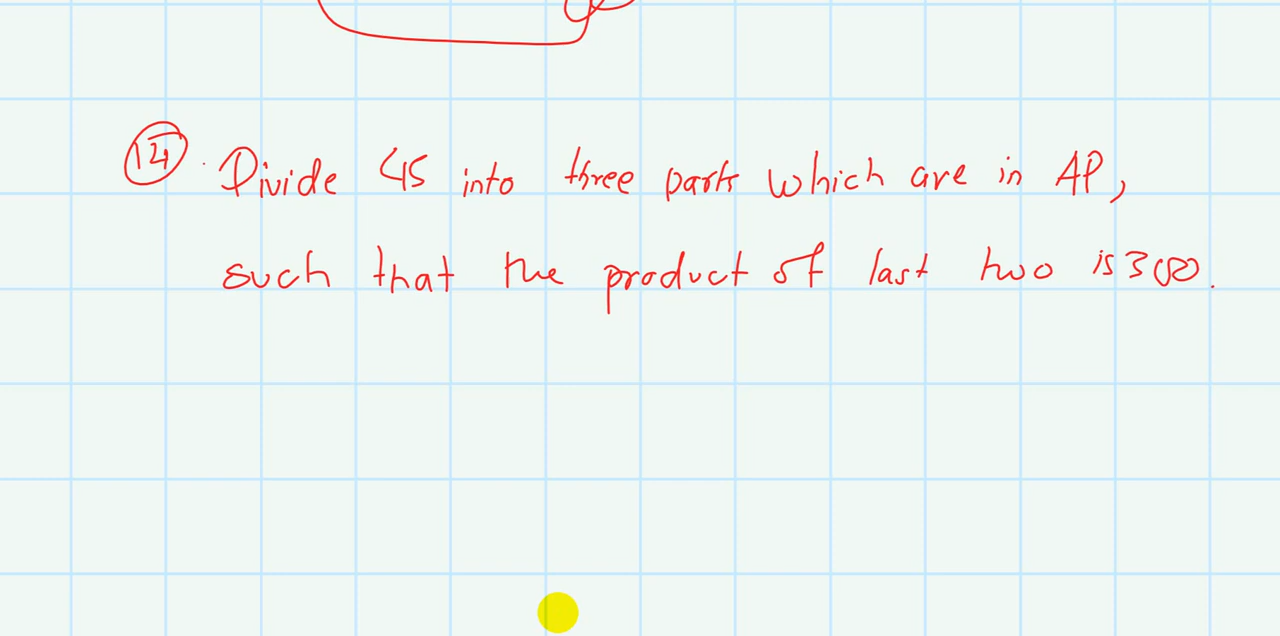 14. Divide 45 into three parts which are in AP,
such that the product of last two is 300.